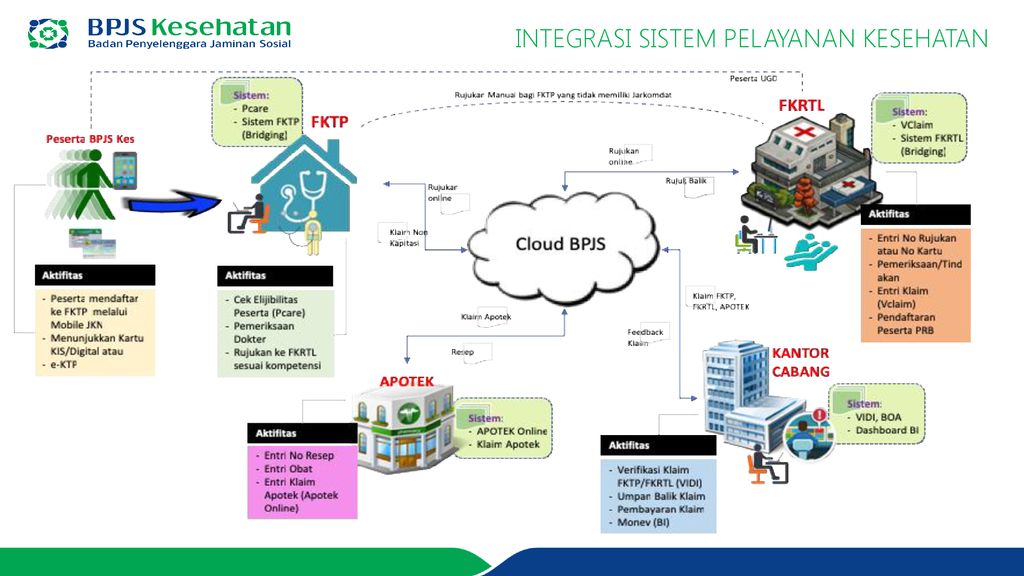 BPJS Kesehatan
Badan Penyelenggara Jaminan Sosial
INTEGRASI SISTEM PELAYANAN KESEHATAN
Peserta UGD
Rujukan Manual bagi FKTP yang tidak memiliki Jarkomdat
Peserta BPJS Kes
Sistem:
- Pcare
- Sistem FKTP
(Bridging)
FKTP
FKRTL
Sistem:
- VClaim
- Sistem FKRTL
(Bridging)
Rujukan
online
Rujuk Balik
Rujukan
online
Klaim Non
Kapitasi
Cloud BPJS
Aktifitas
- Peserta mendaftar
ke FKTP melalui
Mobile JKN
- Menunjukkan Kartu
KIS/Digital atau
- e-KTP
Aktifitas
- Cek Elijibilitas
Peserta (Pcare)
- Pemeriksaan
Dokter
- Rujukan ke FKRTL
sesuai kompetensi
Aktifitas
- Entri No Rujukan
atau No Kartu
- Pemeriksaan/Tind
akan
- Entri Klaim
(Vclaim)
- Pendaftaran
Peserta PRB
Klaim FKTP,
FKRTL, APOTEK
Klaim Apotek
Resep
Feedback
Klaim
APOTEK
Sistem:
- APOTEK Online
- Klaim Apotek
Aktifitas
- Entri No Resep
- Entri Obat
- Entri Klaim
Apotek (Apotek
Online)
KANTOR
CABANG
Sistem:
- VIDI, BOA
- Dashboard BI
Aktifitas
- Verifikasi Klaim
FKTP/FKRTL (VIDI)
- Umpan Balik Klaim
- Pembayaran Klaim
- Monev (BI)